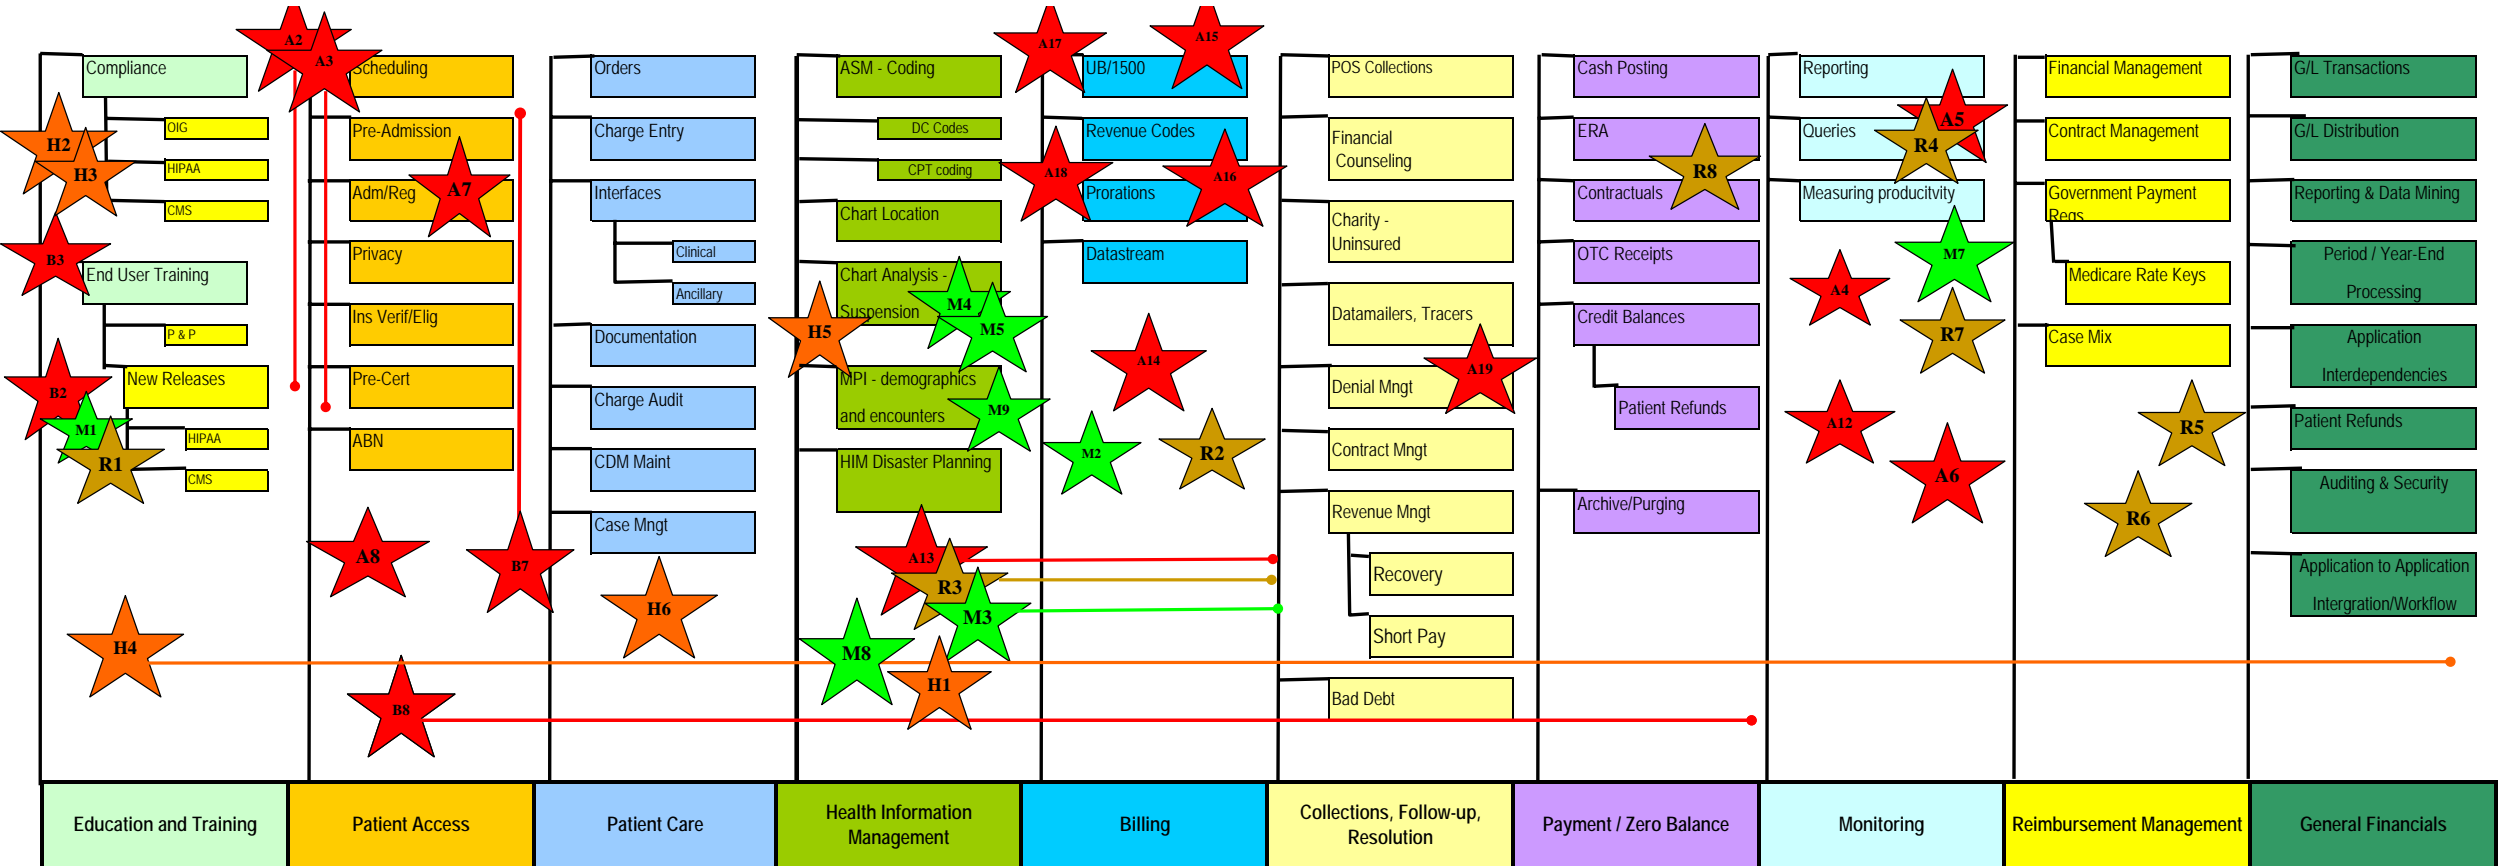 Compliance
OIG
HIPAA
CMS
End User Training
P & P
New Releases
HIPAA
CMS
H2
H3
B3
B2
M1
R1
H4
A2
A3
Scheduling
Pre-Admission
Adm/Reg
A7
Privacy
Ins Verif/Elig
Pre-Cert
ABN
A8
B7
B8
Orders
Charge Entry
Interfaces
Clinical
Ancillary
Documentation
Charge Audit
CDM Maint
Case Mngt
H6
ASM - Coding
DC Codes
CPT coding
Chart Location
Chart Analysis -
Suspension
M4
M5
H5
MPI - demographics
and encounters
M9
HIM Disaster Planning
A13
R3
M3
M8
H1
A17
A15
UB/1500
Revenue Codes
A18
A16
Prorations
Datastream
A14
M2
R2
POS Collections
Financial
Counseling
Charity -
Uninsured
Datamailers, Tracers
Denial Mngt
A19
Contract Mngt
Revenue Mngt
Recovery
Short Pay
Bad Debt
Cash Posting
ERA
R8
Contractuals
OTC Receipts
Credit Balances
Patient Refunds
Archive/Purging
Reporting
A5
Queries
R4
Measuring producitvity
M7
A4
R7
A12
A6
Financial Management
Contract Management
Government Payment
Regs
Medicare Rate Keys
Case Mix
R5
R6
G/L Transactions
G/L Distribution
Reporting & Data Mining
Period / Year-End
Processing
Application
Interdependencies
Patient Refunds
Auditing & Security
Application to Application
Intergration/Workflow
Education and Training
Patient Access
Patient Care
Health Information
Management
Billing
Collections, Follow-up,
Resolution
Payment / Zero Balance
Monitoring
Reimbursement Management
General Financials